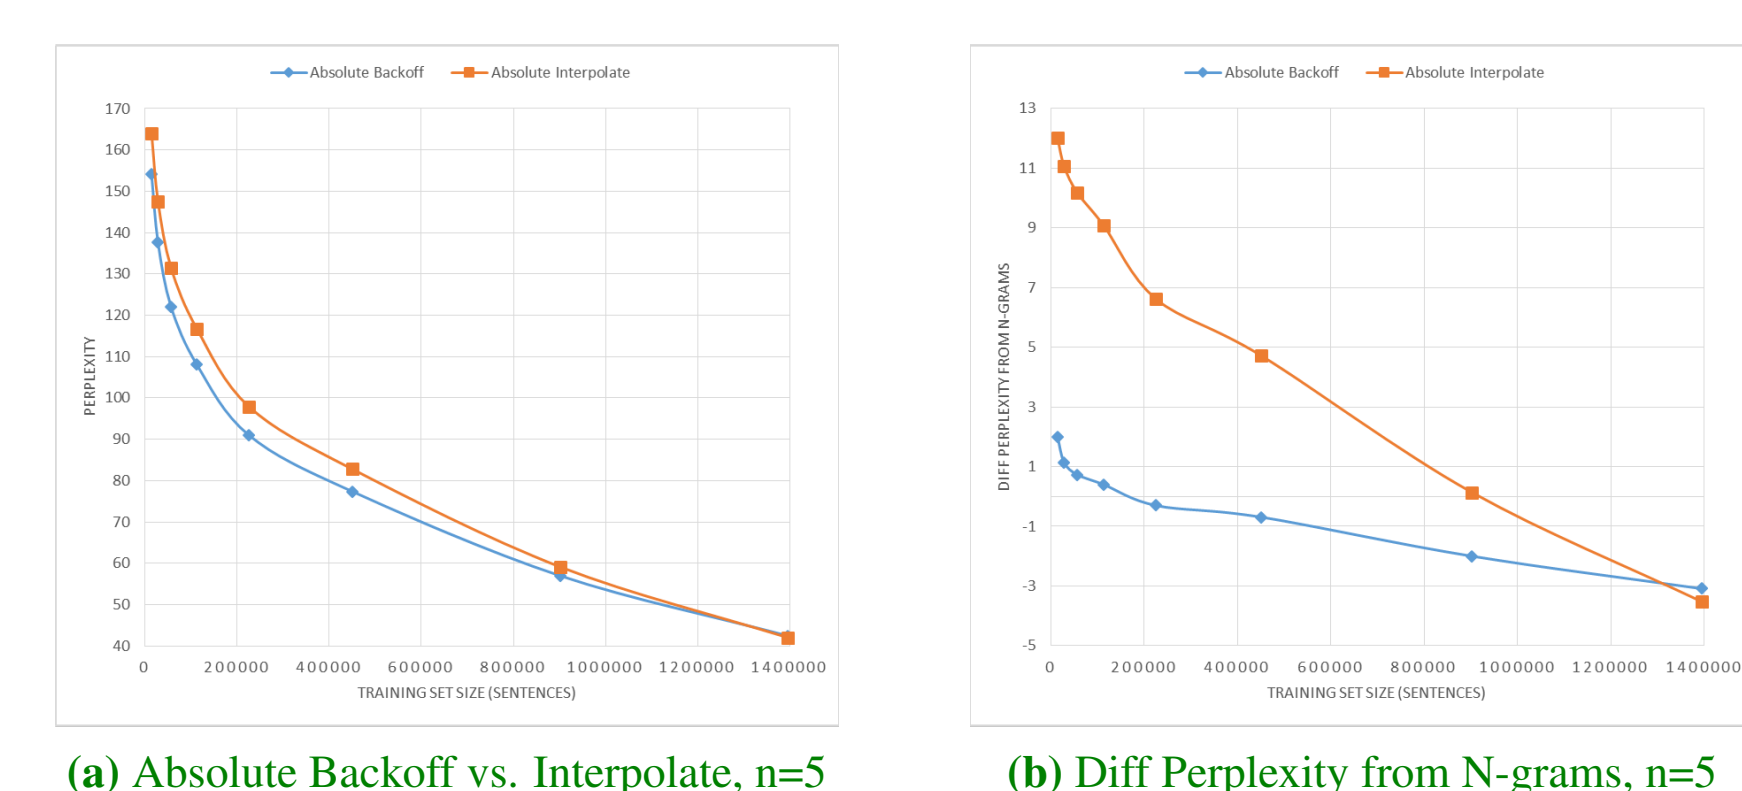 Absolute Backoff Absolute Interpolate
170
160
150
140
130
120
110
100
90
80
70
60
50
40
PERPLEXITY
0 200000 400000 600000 800000 1000000 1200000 1400000
TRAINING SET SIZE (SENTENCES)
(a) Absolute Backoff vs. Interpolate, n=5
Absolute Backoff Absolute Interpolate
13
11
9
7
5
3
1
-1
-3
-5
DIFF PERPLEXITY FROM N-GRAMS
0 200000 400000 600000 800000 1000000 1200000 1400000
TRAINING SET SIZE (SENTENCES)
(b) Diff Perplexity from N-grams, n=5